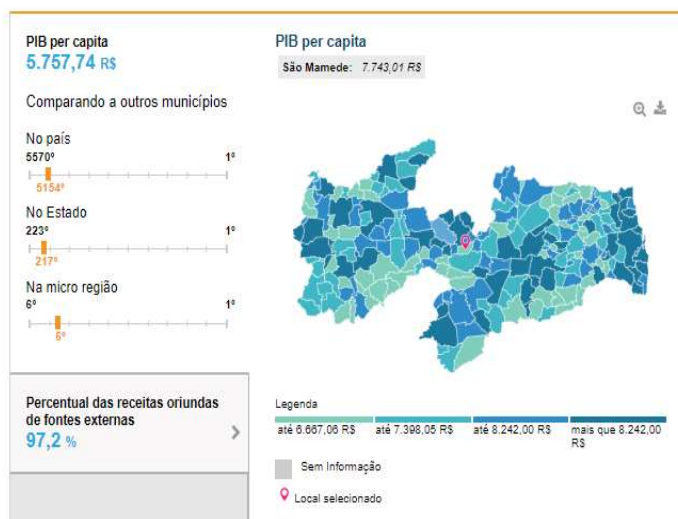 PIB per capita
5.757,74 R$
Comparando a outros municípios
No país
5570º 1º
5154º
No Estado
223º 1º
217º
Na micro região
6º 1º
6º
Percentual das receitas oriundas
de fontes externas
97,2 %
PIB per capita
São Mamede: 7.743,01 R$
Legenda
até 6.667,06 R$ até 7.398,05 R$ até 8.242,00 R$ mais que 8.242,00
R$
Sem Informação
Local selecionado